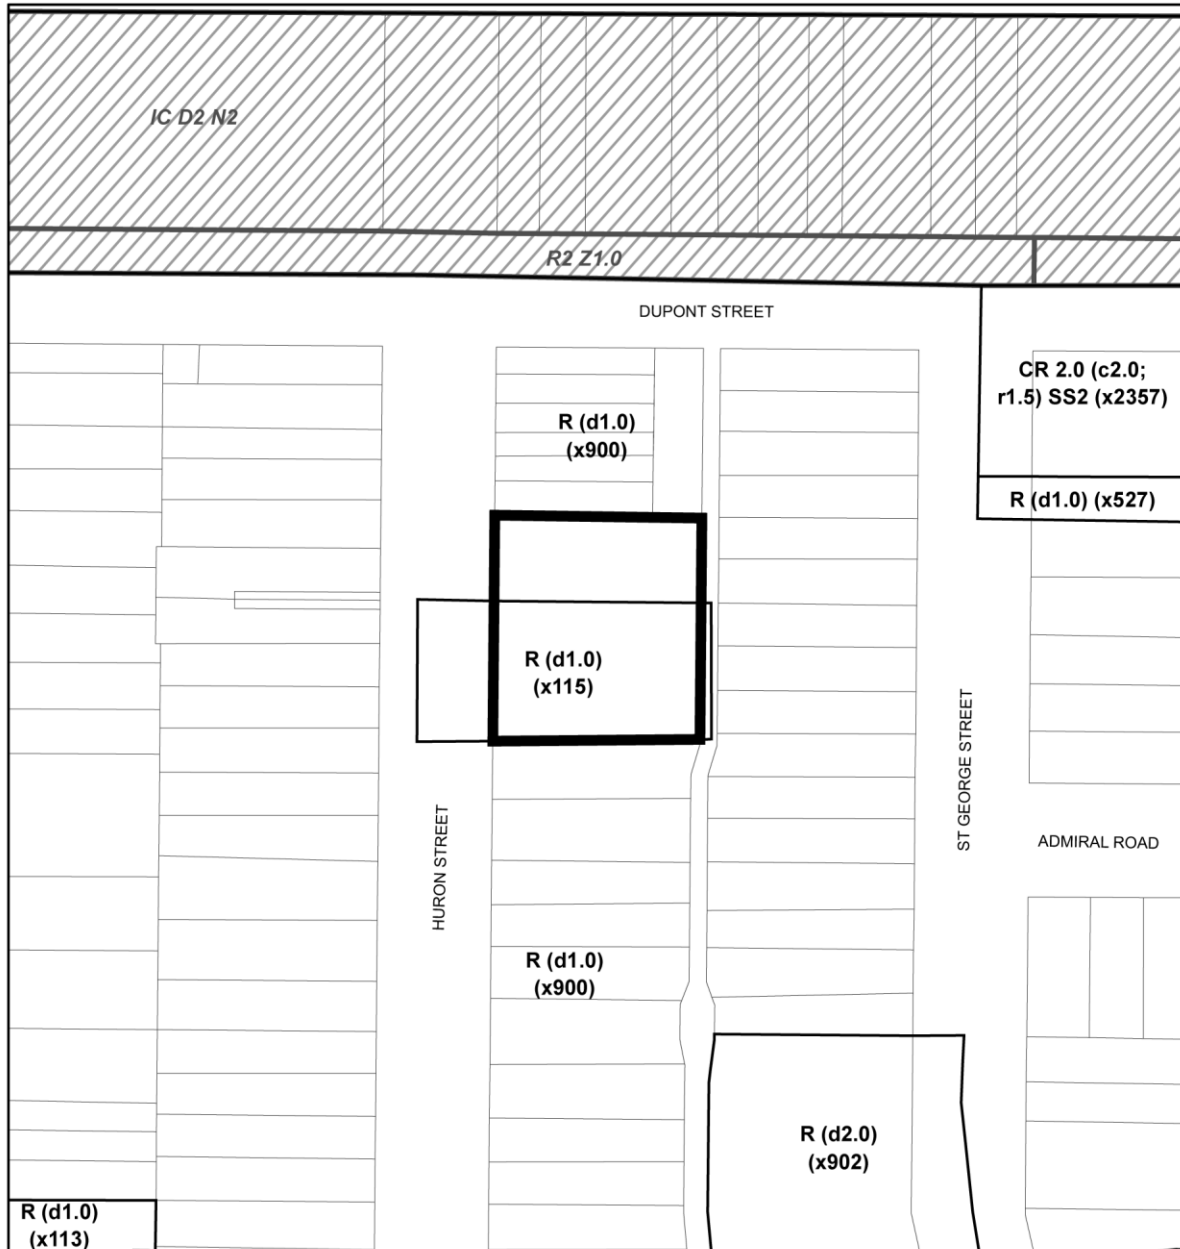 IC D2 N2
R2 Z1.0
DUPONT STREET
CR 2.0 (c2.0;
r1.5) SS2 (x2357)
R (d1.0)
(x900)
R (d1.0) (x527)
R (d1.0)
(x115)
ST GEORGE STREET
HURON STREET
ADMIRAL ROAD
R (d1.0)
(x900)
R (d2.0)
(x902)
R (d1.0)
(x113)